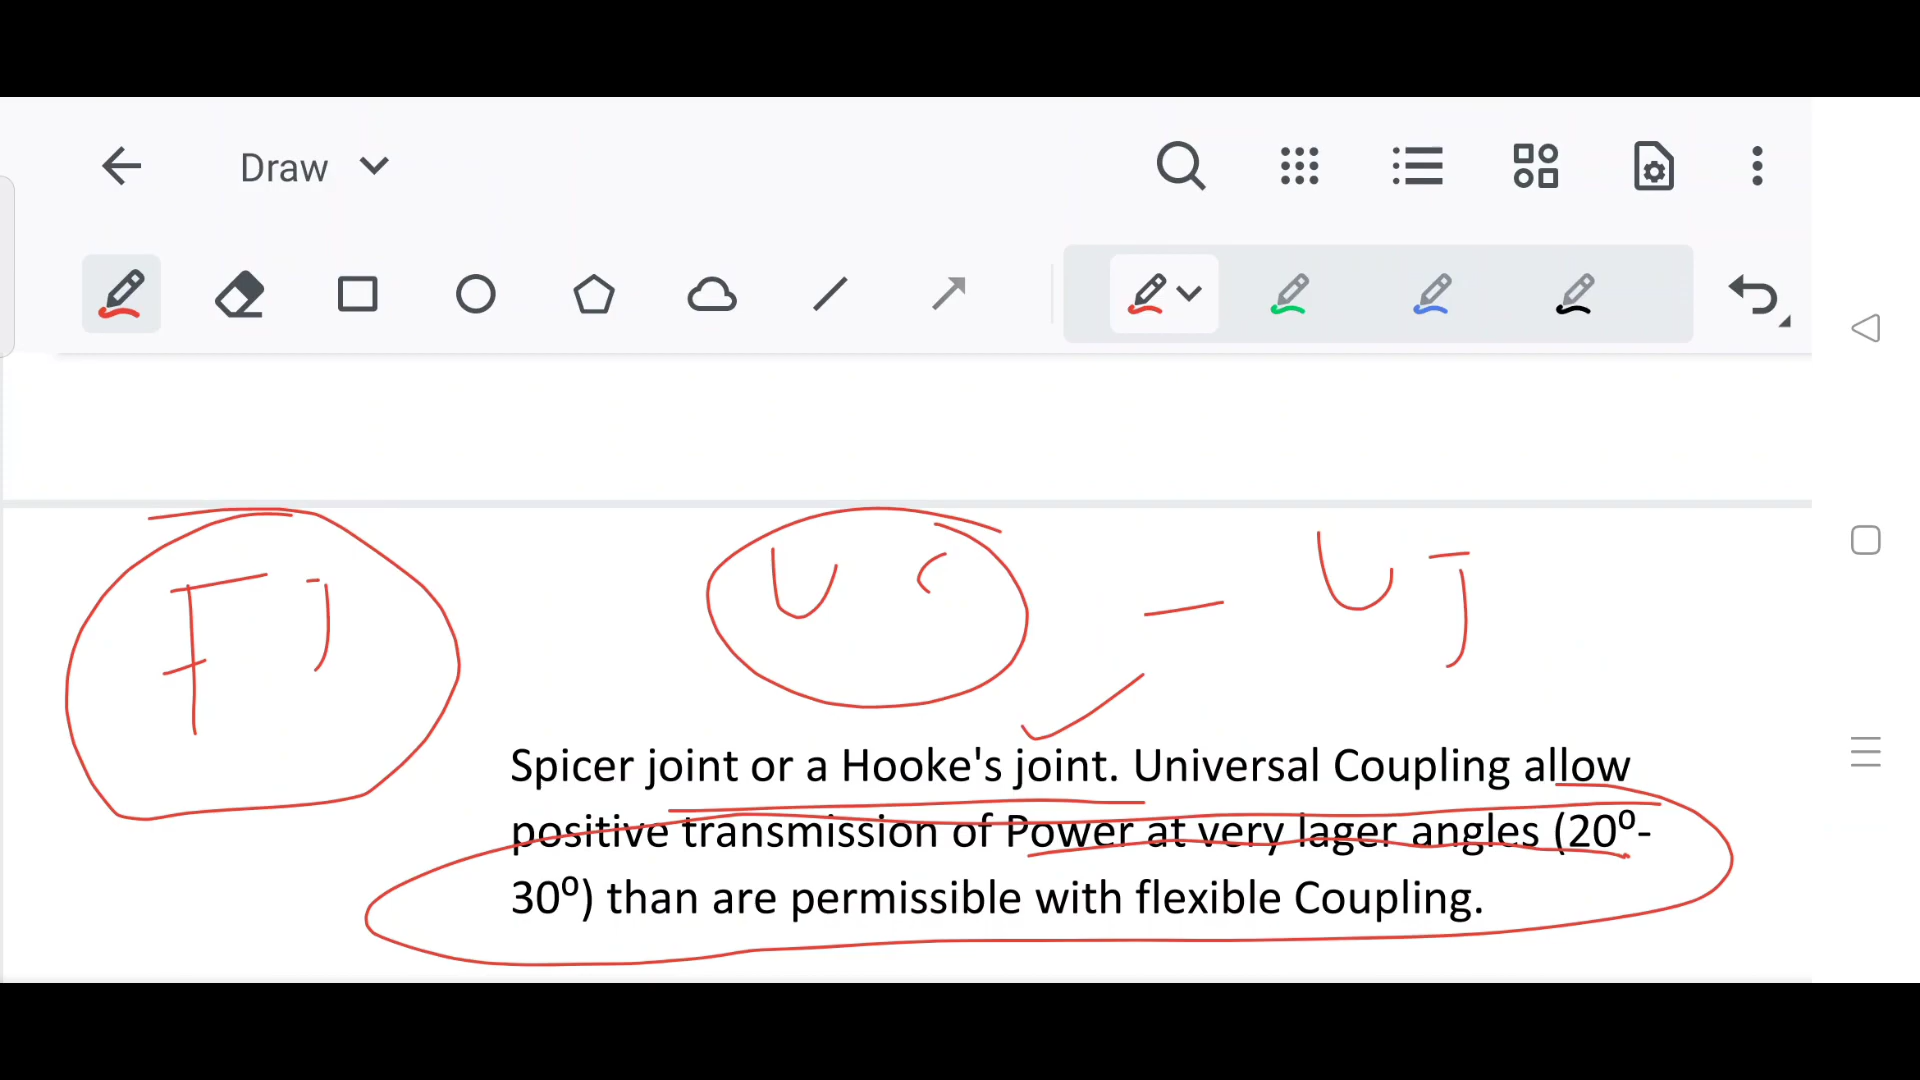 Draw
FJ
UC - UJ
Spicer joint or a Hooke's joint. Universal Coupling allow
positive transmission of Power at very lager angles (20⁰-
30⁰) than are permissible with flexible Coupling.